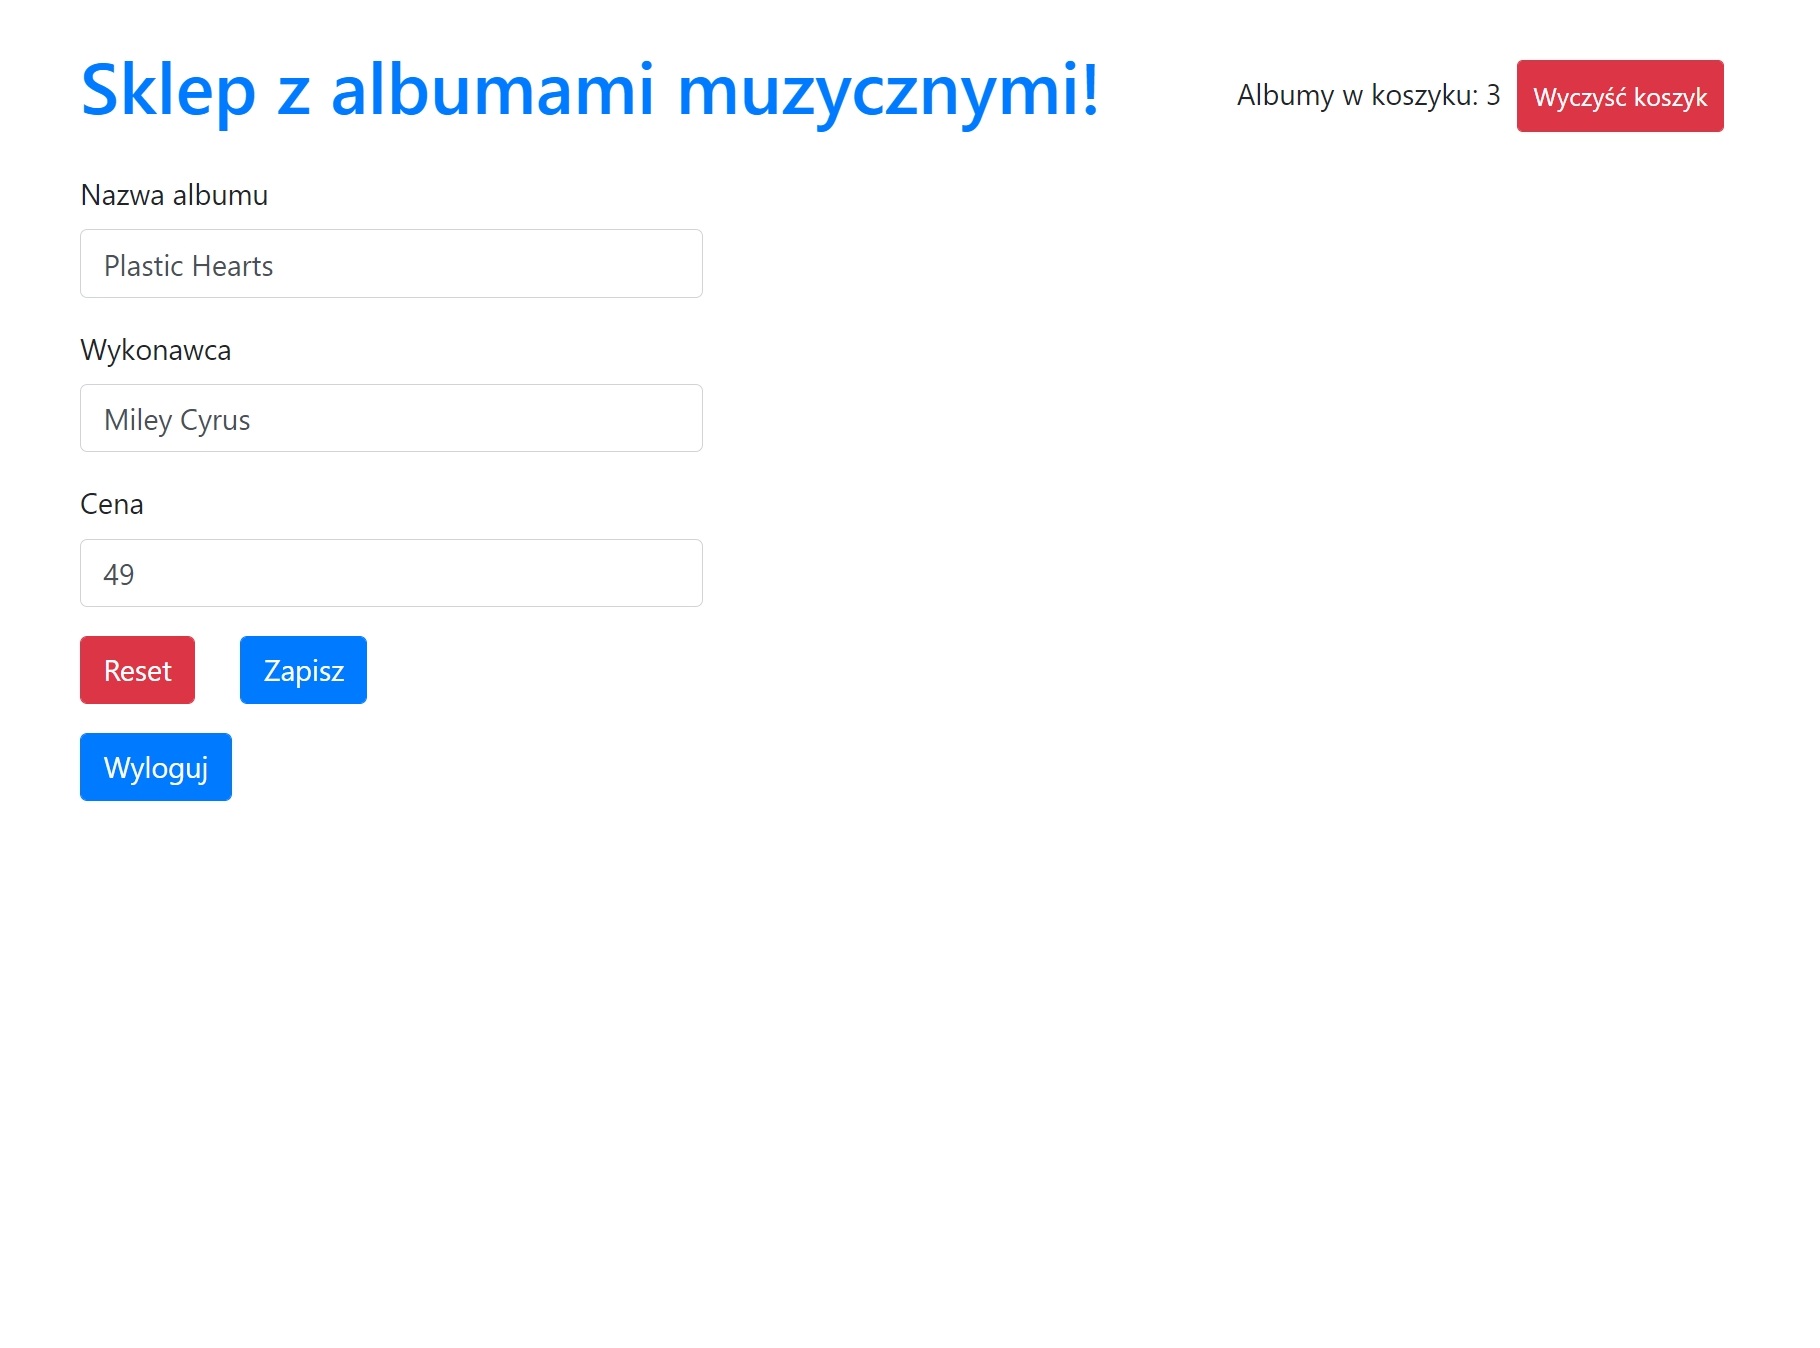 Sklep z albumami muzycznymi!
Albumy w koszyku: 3 Wyczyść koszyk
Nazwa albumu
Plastic Hearts
Wykonawca
Miley Cyrus
Cena
49
Reset Zapisz
Wyloguj